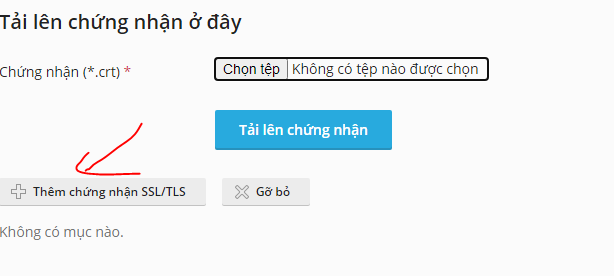 Tải lên chứng nhận ở đây
Chứng nhận (*.crt) * Chọn tệp Không có tệp nào được chọn
Tải lên chứng nhận
Thêm chứng nhận SSL/TLS Gỡ bỏ
Không có mục nào.